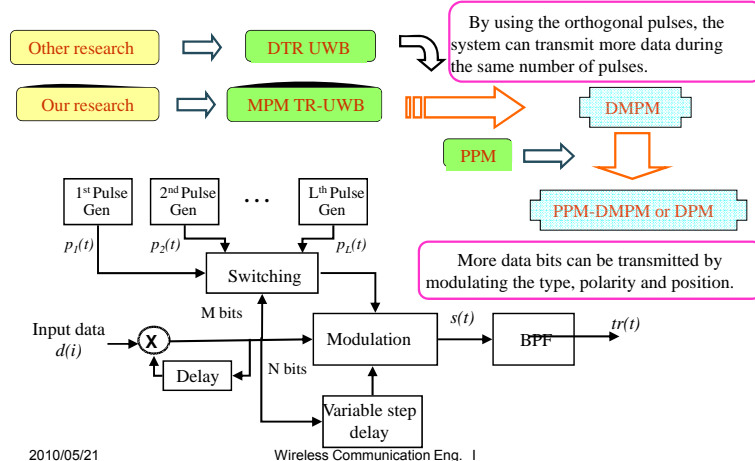 Other research
DTR UWB
By using the orthogonal pulses, the
system can transmit more data during
the same number of pulses.
Our research
MPM TR-UWB
DMPM
PPM
PPM-DMPM or DPM
1st Pulse
Gen
2nd Pulse
Gen
...
Lth Pulse
Gen
p1(t)
p2(t)
pL(t)
Switching
More data bits can be transmitted by
modulating the type, polarity and position.
M bits
Input data
d(i)
X
Modulation
s(t)
BPF
tr(t)
Delay
N bits
Variable step
delay
2010/05/21
Wireless Communication Eng. I